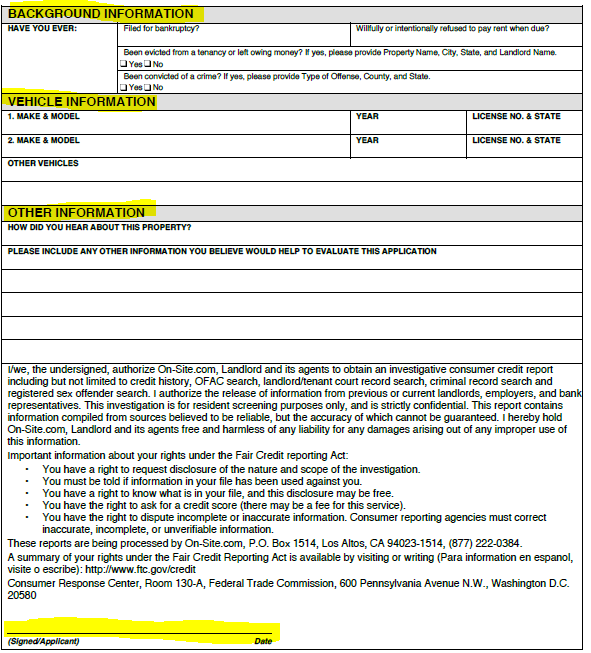 BACKGROUND INFORMATION
HAVE YOU EVER:
Filed for bankruptcy?
Willfully or intentionally refused to pay rent when due?
Been evicted from a tenancy or left owing money? If yes, please provide Property Name, City, State, and Landlord Name.
☐ Yes ☐ No
Been convicted of a crime? If yes, please provide Type of Offense, County, and State.
☐ Yes ☐ No
VEHICLE INFORMATION
1. MAKE & MODEL YEAR LICENSE NO. & STATE
2. MAKE & MODEL YEAR LICENSE NO. & STATE
OTHER VEHICLES
OTHER INFORMATION
HOW DID YOU HEAR ABOUT THIS PROPERTY?
PLEASE INCLUDE ANY OTHER INFORMATION YOU BELIEVE WOULD HELP TO EVALUATE THIS APPLICATION
I/we, the undersigned, authorize On-Site.com, Landlord and its agents to obtain an investigative consumer credit report
including but not limited to credit history, OFAC search, landlord/tenant court record search, criminal record search and
registered sex offender search. I authorize the release of information from previous or current landlords, employers, and bank
representatives. This investigation is for resident screening purposes only, and is strictly confidential. This report contains
information compiled from sources believed to be reliable, but the accuracy of which cannot be guaranteed. I hereby hold
On-Site.com, Landlord and its agents free and harmless of any liability for any damages arising out of any improper use of
this information.
Important information about your rights under the Fair Credit reporting Act:
• You have a right to request disclosure of the nature and scope of the investigation.
• You must be told if information in your file has been used against you.
• You have a right to know what is in your file, and this disclosure may be free.
• You have the right to ask for a credit score (there may be a fee for this service).
• You have the right to dispute incomplete or inaccurate information. Consumer reporting agencies must correct
inaccurate, incomplete, or unverifiable information.
These reports are being processed by On-Site.com, P.O. Box 1514, Los Altos, CA 94023-1514, (877) 222-0384.
A summary of your rights under the Fair Credit Reporting Act is available by visiting or writing (Para information en espanol,
visite o escribe): http://www.ftc.gov/credit
Consumer Response Center, Room 130-A, Federal Trade Commission, 600 Pennsylvania Avenue N.W., Washington D.C.
20580
(Signed/Applicant) Date